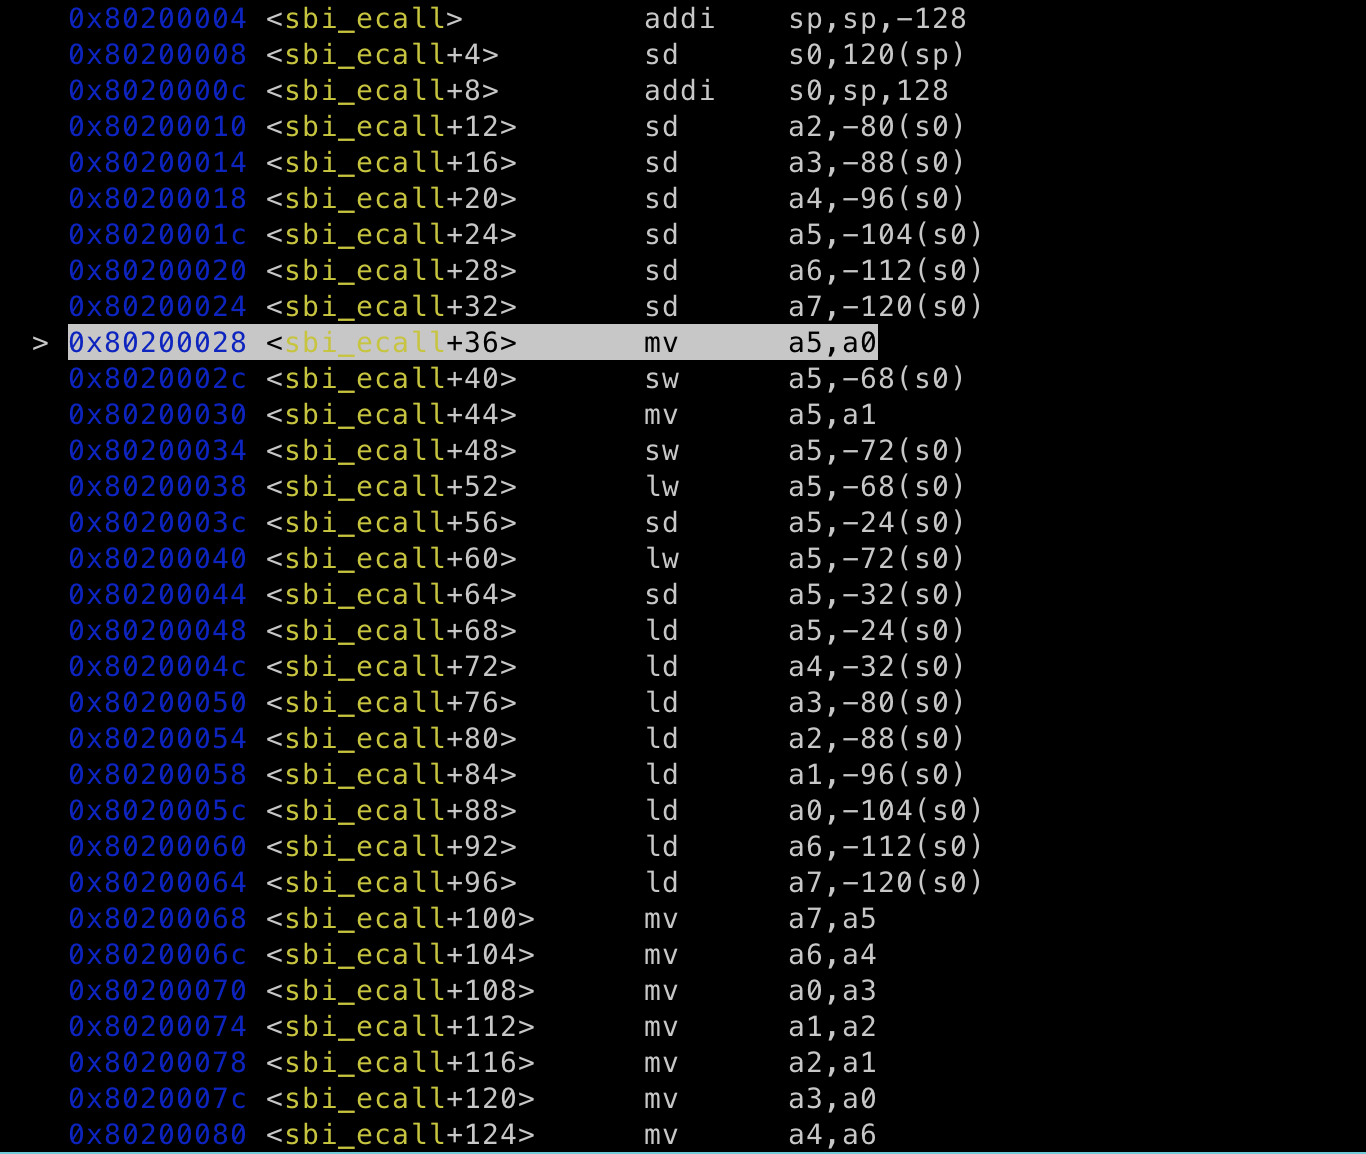 0x80200004 <sbi_ecall> addi sp,sp,-128
0x80200008 <sbi_ecall+4> sd s0,120(sp)
0x8020000c <sbi_ecall+8> addi s0,sp,128
0x80200010 <sbi_ecall+12> sd a2,-80(s0)
0x80200014 <sbi_ecall+16> sd a3,-88(s0)
0x80200018 <sbi_ecall+20> sd a4,-96(s0)
0x8020001c <sbi_ecall+24> sd a5,-104(s0)
0x80200020 <sbi_ecall+28> sd a6,-112(s0)
0x80200024 <sbi_ecall+32> sd a7,-120(s0)
> 0x80200028 <sbi_ecall+36> mv a5,a0
0x8020002c <sbi_ecall+40> sw a5,-68(s0)
0x80200030 <sbi_ecall+44> mv a5,a1
0x80200034 <sbi_ecall+48> sw a5,-72(s0)
0x80200038 <sbi_ecall+52> lw a5,-68(s0)
0x8020003c <sbi_ecall+56> sd a5,-24(s0)
0x80200040 <sbi_ecall+60> lw a5,-72(s0)
0x80200044 <sbi_ecall+64> sd a5,-32(s0)
0x80200048 <sbi_ecall+68> ld a5,-24(s0)
0x8020004c <sbi_ecall+72> ld a4,-32(s0)
0x80200050 <sbi_ecall+76> ld a3,-80(s0)
0x80200054 <sbi_ecall+80> ld a2,-88(s0)
0x80200058 <sbi_ecall+84> ld a1,-96(s0)
0x8020005c <sbi_ecall+88> ld a0,-104(s0)
0x80200060 <sbi_ecall+92> ld a6,-112(s0)
0x80200064 <sbi_ecall+96> ld a7,-120(s0)
0x80200068 <sbi_ecall+100> mv a7,a5
0x8020006c <sbi_ecall+104> mv a6,a4
0x80200070 <sbi_ecall+108> mv a0,a3
0x80200074 <sbi_ecall+112> mv a1,a2
0x80200078 <sbi_ecall+116> mv a2,a1
0x8020007c <sbi_ecall+120> mv a3,a0
0x80200080 <sbi_ecall+124> mv a4,a6